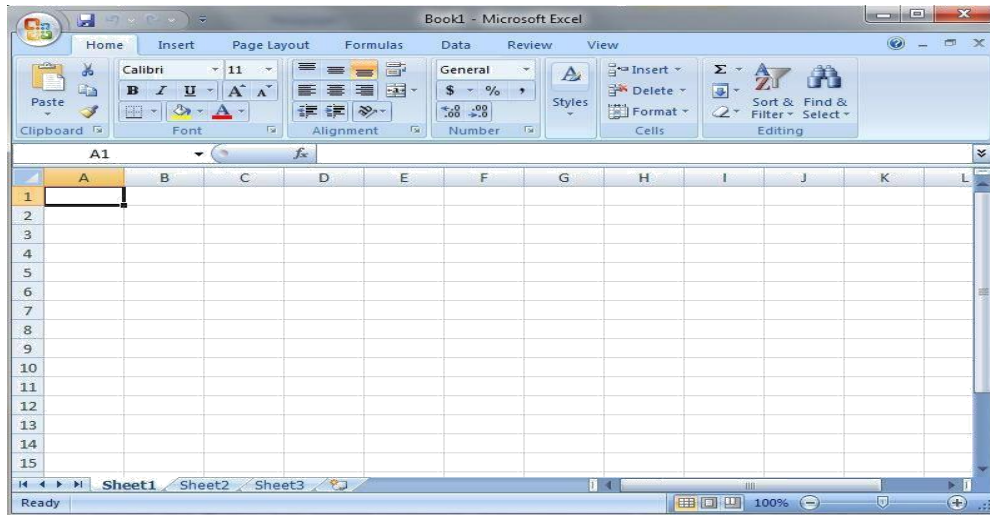 Book1 - Microsoft Excel
Home Insert Page Layout Formulas Data Review View
Calibri 11 General Insert Σ
Paste B I U A A $ % , Styles Delete Sort & Find &
A .00 .00 Format Filter Select
Clipboard Font Alignment Number Cells Editing
A1 fx
A B C D E F G H I J K L
1
2
3
4
5
6
7
8
9
10
11
12
13
14
15
Sheet1 Sheet2 Sheet3
Ready 100%